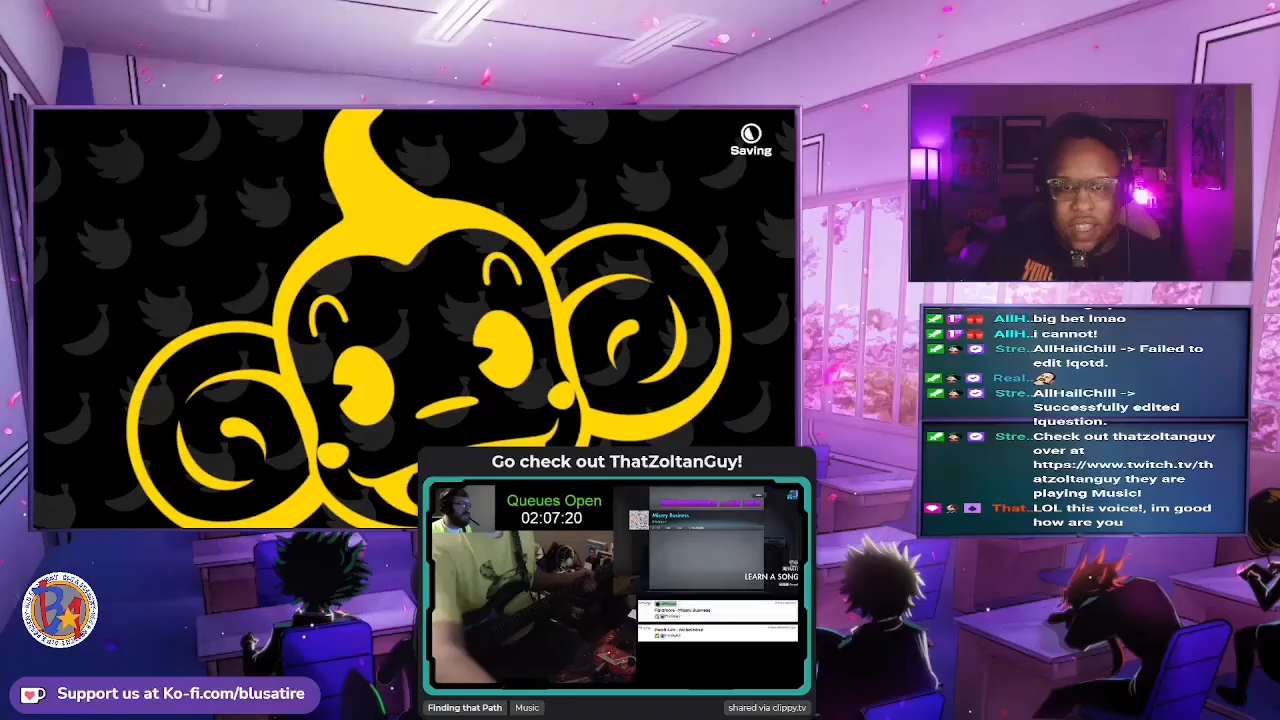 Saving
AllH.. big bet lmao
AllH.. i cannot!
Stre.. AllHailChill -> Failed to
edit !qotd.
Real..
Stre.. AllHailChill ->
Successfully edited
!question.
Stre.. Check out thatzoltanguy
over at
https://www.twitch.tv/th
atzoltanguy they are
playing Music!
That.. LOL this voice!, im good
how are you
Go check out ThatZoltanGuy!
Queues Open
02:07:20
Misery Business
LEARN A SONG
Support us at Ko-fi.com/blusatire
Finding that Path
Music
shared via clippy.tv